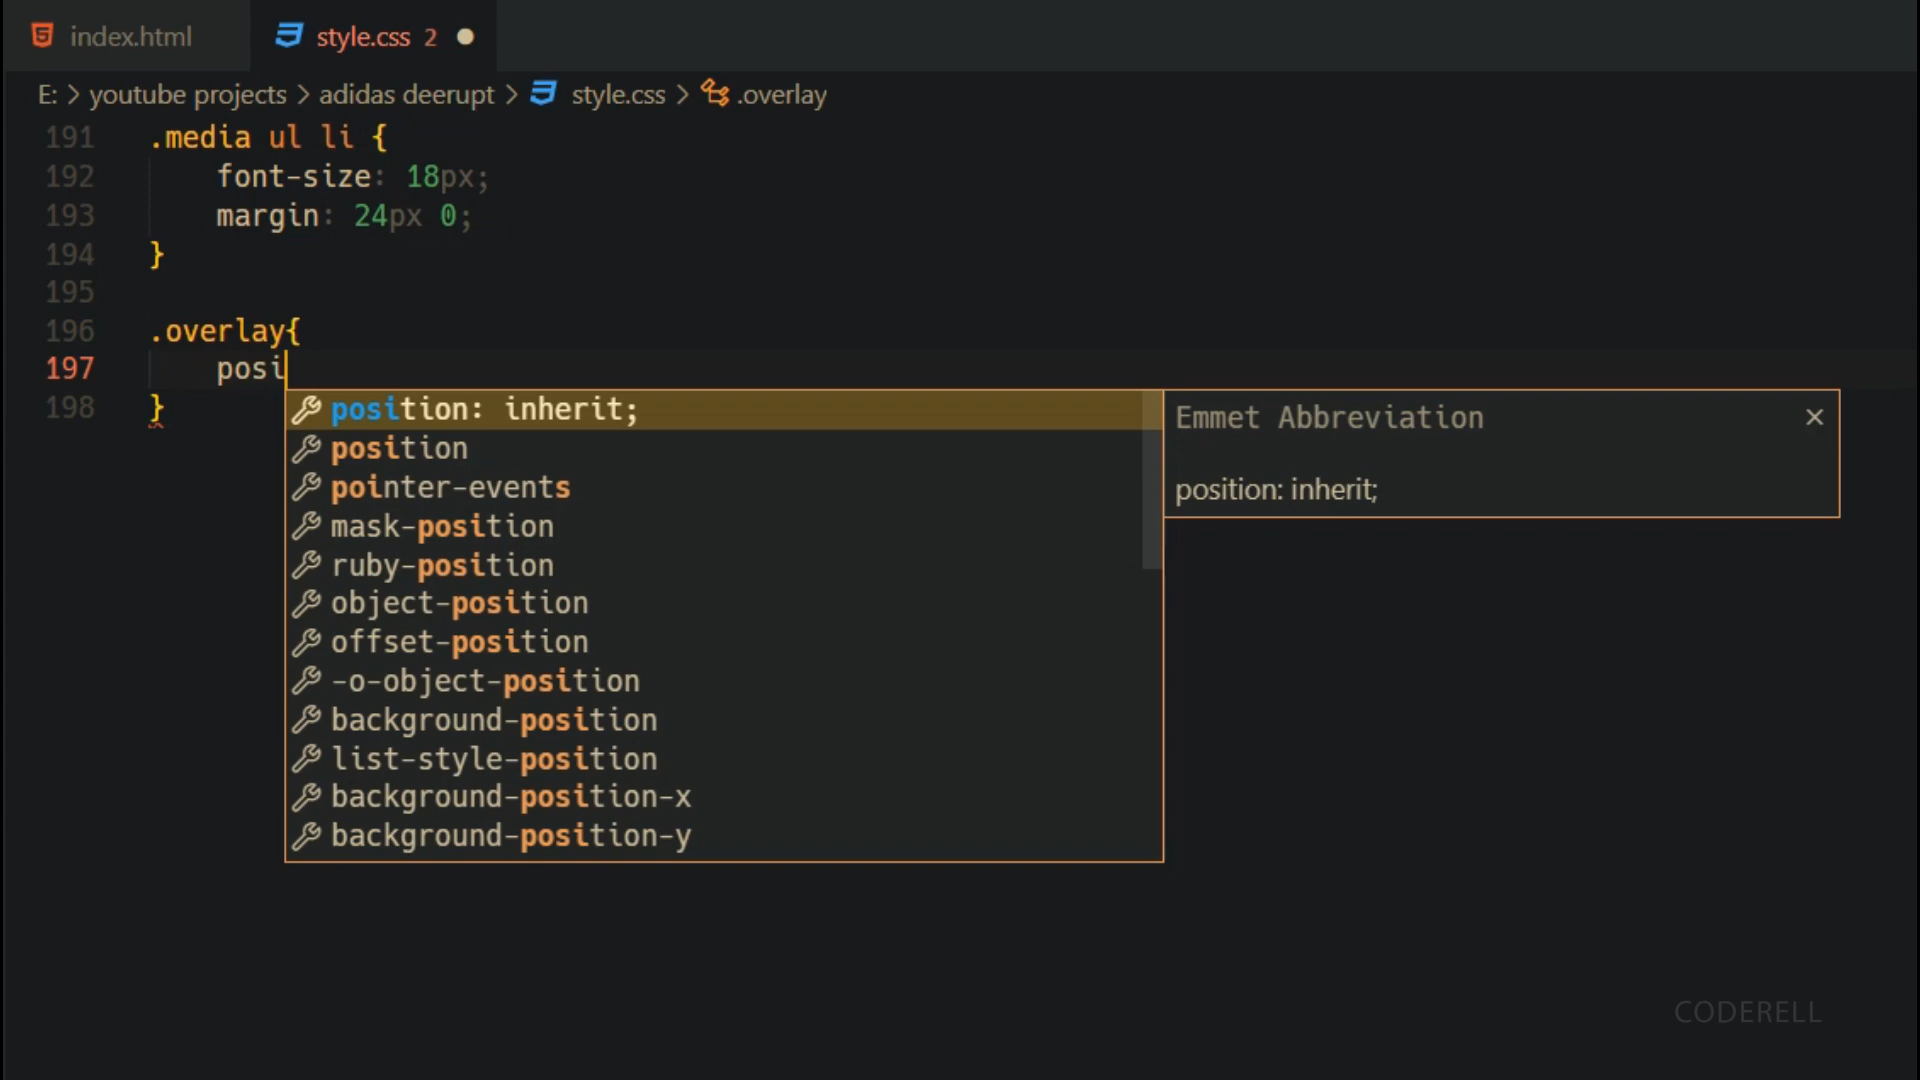 index.html
style.css 2
E: > youtube projects > adidas deerupt > style.css > .overlay
191 .media ul li {
192 font-size: 18px;
193 margin: 24px 0;
194 }
195
196 .overlay{
197 posi
198 }
position: inherit;
position
pointer-events
mask-position
ruby-position
object-position
offset-position
-o-object-position
background-position
list-style-position
background-position-x
background-position-y
Emmet Abbreviation
position: inherit;
CODERELL